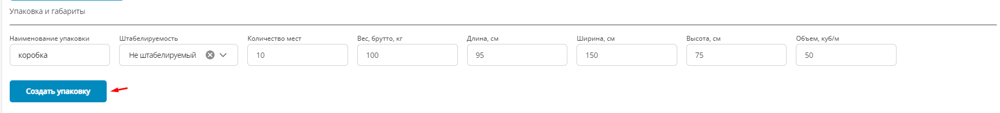 Упаковка и габариты
Наименование упаковки Штабелируемость Количество мест Вес, брутто, кг Длина, см Ширина, см Высота, см Объем, куб/м
коробка Не штабелируемый 10 100 95 150 75 50
Создать упаковку